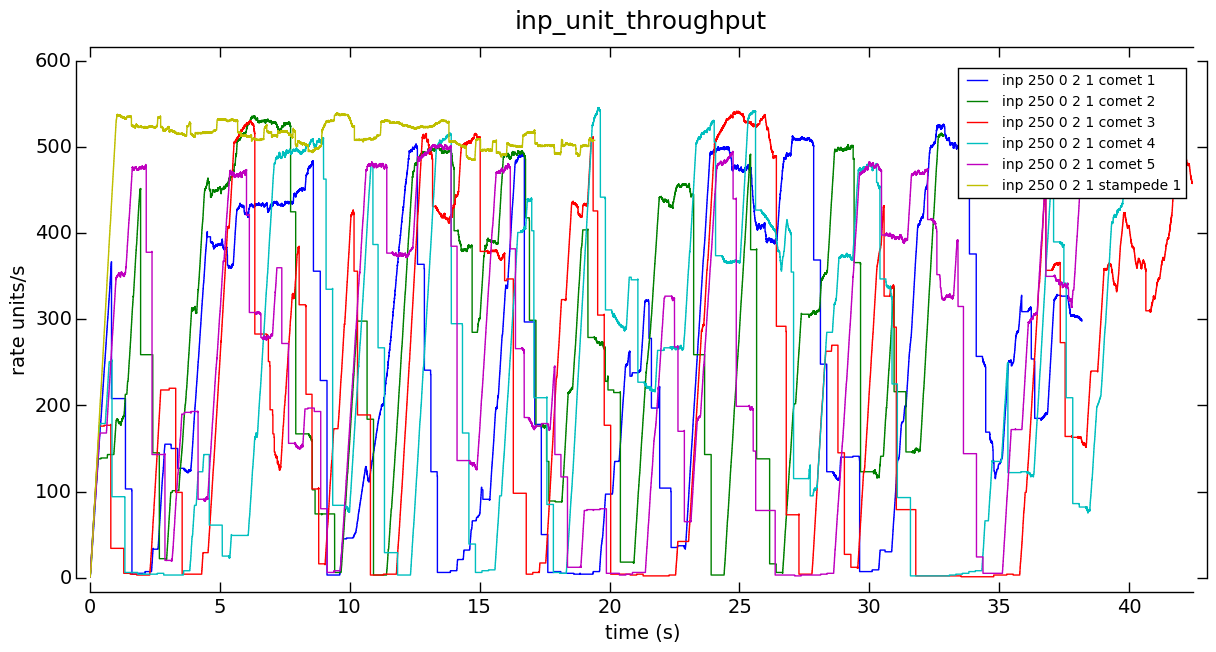 inp_unit_throughput
600
500
400
300
200
100
0
rate units/s
inp 250 0 2 1 comet 1
inp 250 0 2 1 comet 2
inp 250 0 2 1 comet 3
inp 250 0 2 1 comet 4
inp 250 0 2 1 comet 5
inp 250 0 2 1 stampede 1
0 5 10 15 20 25 30 35 40
time (s)